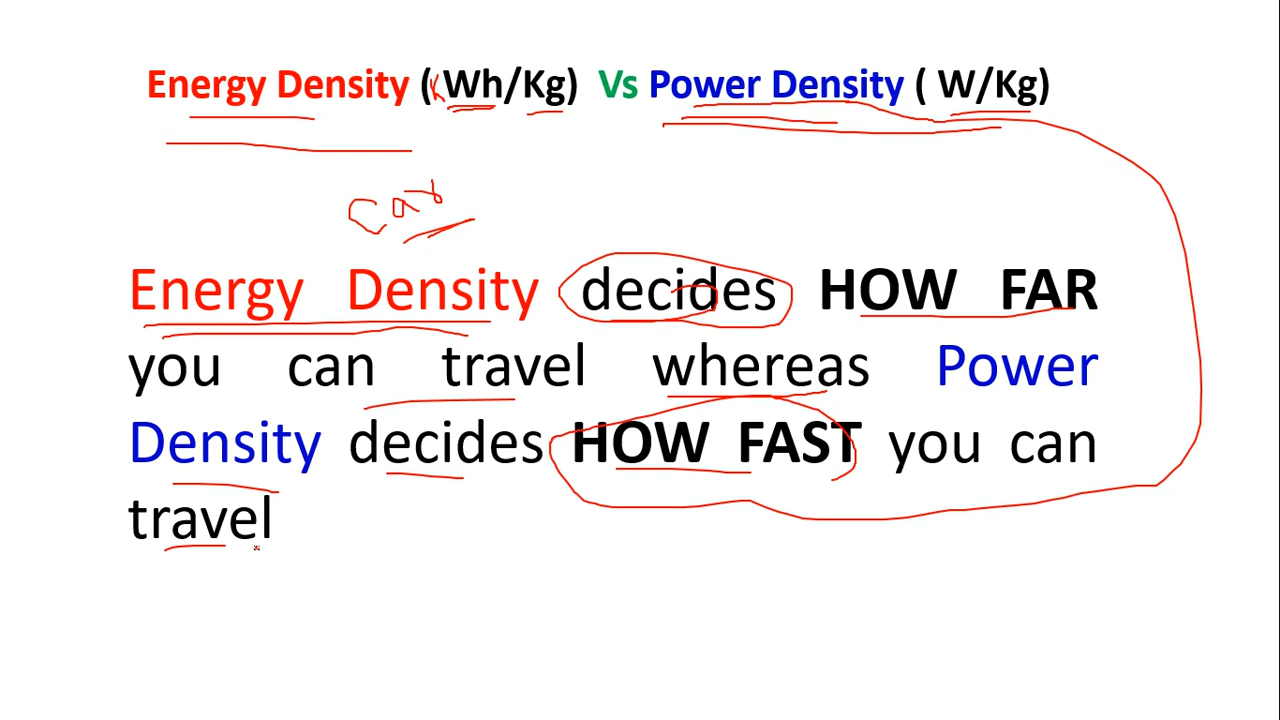 Energy Density (kWh/Kg) Vs Power Density ( W/Kg)
Car
Energy Density decides HOW FAR
you can travel whereas Power
Density decides HOW FAST you can
travel